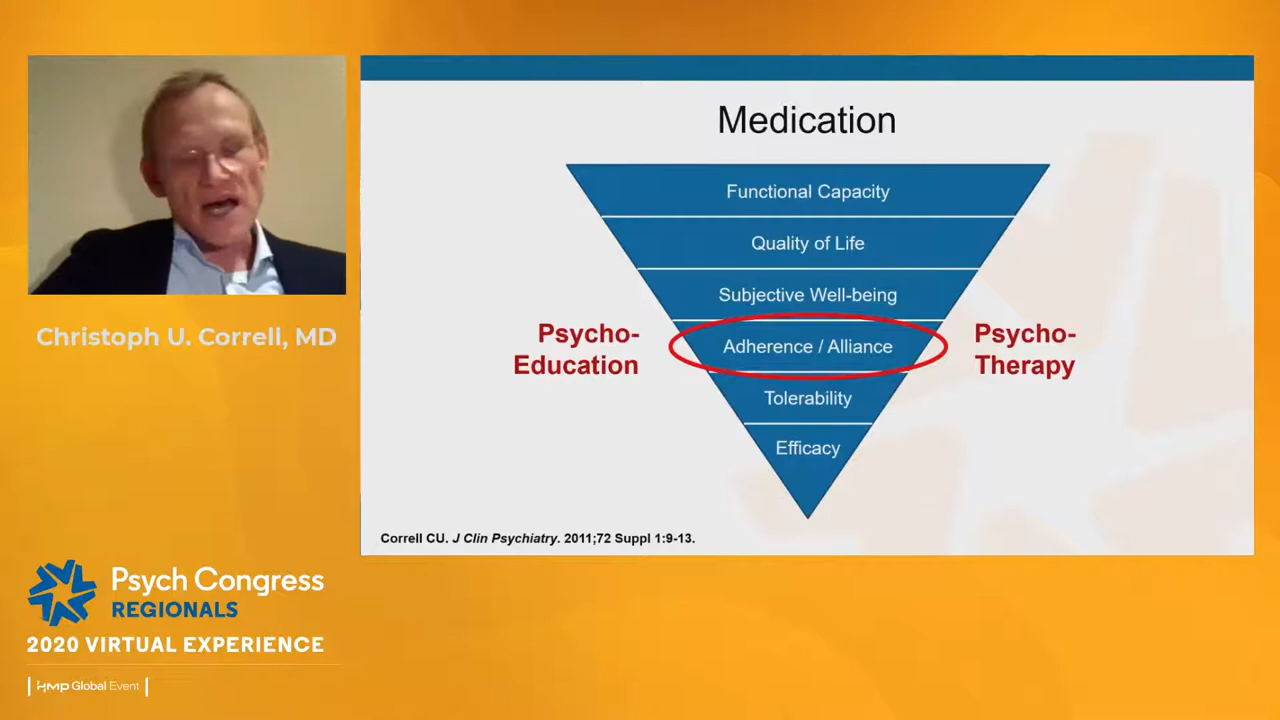 Medication
Functional Capacity
Quality of Life
Subjective Well-being
Psycho-
Education
Adherence / Alliance
Psycho-
Therapy
Tolerability
Efficacy
Correll CU. J Clin Psychiatry. 2011;72 Suppl 1:9-13.
Christoph U. Correll, MD
Psych Congress
REGIONALS
2020 VIRTUAL EXPERIENCE
HMP Global Event